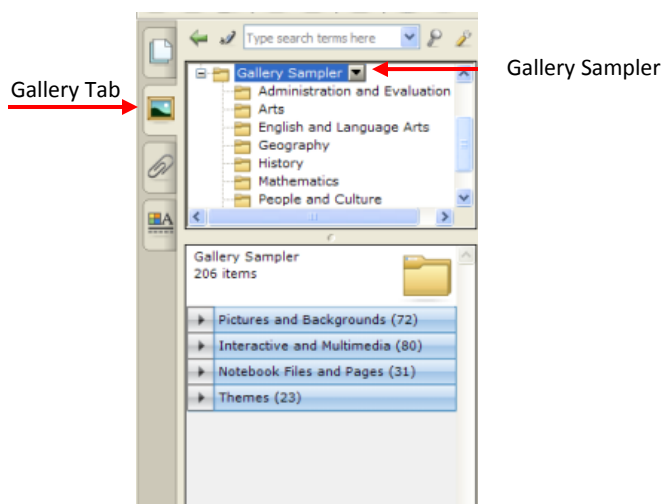 Type search terms here
Gallery Sampler
Gallery Sampler
Gallery Tab
Administration and Evaluation
Arts
English and Language Arts
Geography
History
Mathematics
People and Culture
A
Gallery Sampler
206 items
Pictures and Backgrounds (72)
Interactive and Multimedia (80)
Notebook Files and Pages (31)
Themes (23)